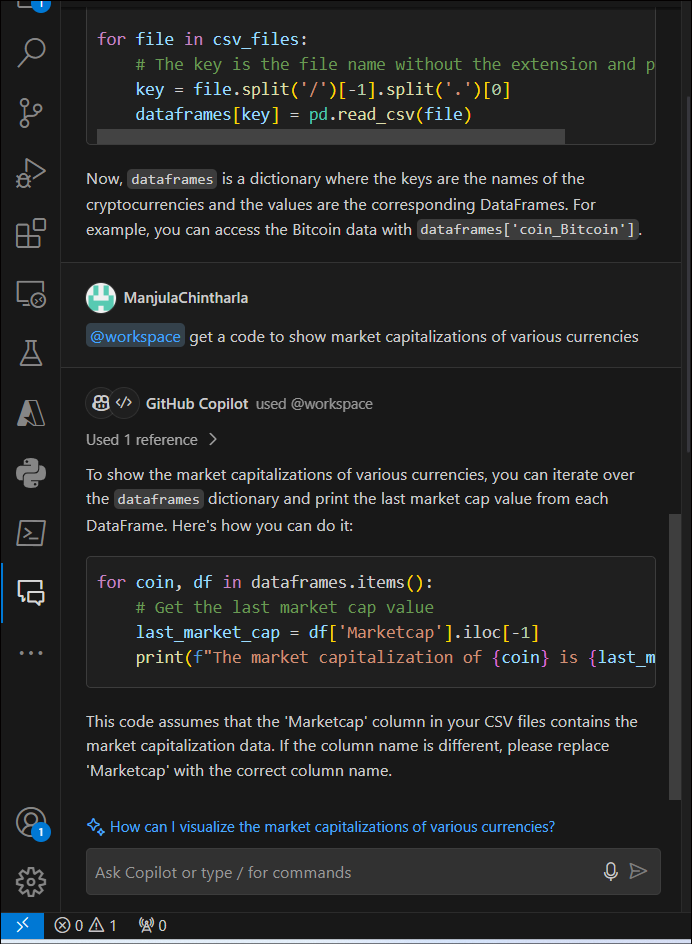 1
for file in csv_files:
# The key is the file name without the extension and p
key = file.split('/')[-1].split('.')[0]
dataframes[key] = pd.read_csv(file)
Now, dataframes is a dictionary where the keys are the names of the
cryptocurrencies and the values are the corresponding DataFrames. For
example, you can access the Bitcoin data with dataframes['coin_Bitcoin'].
ManjulaChintharla
@workspace get a code to show market capitalizations of various currencies
GitHub Copilot used @workspace
Used 1 reference
To show the market capitalizations of various currencies, you can iterate over
the dataframes dictionary and print the last market cap value from each
DataFrame. Here's how you can do it:
for coin, df in dataframes.items():
# Get the last market cap value
last_market_cap = df['Marketcap'].iloc[-1]
print(f"The market capitalization of {coin} is {last_m
This code assumes that the 'Marketcap' column in your CSV files contains the
market capitalization data. If the column name is different, please replace
'Marketcap' with the correct column name.
How can I visualize the market capitalizations of various currencies?
1
Ask Copilot or type / for commands
0 1 0